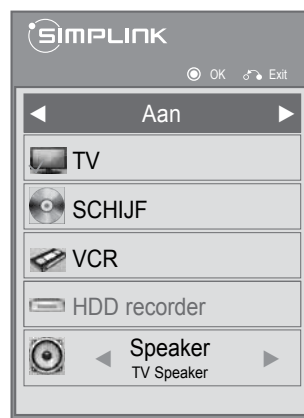 SIMPLINK
OK Exit
Aan
TV
SCHIJF
VCR
HDD recorder
Speaker
TV Speaker